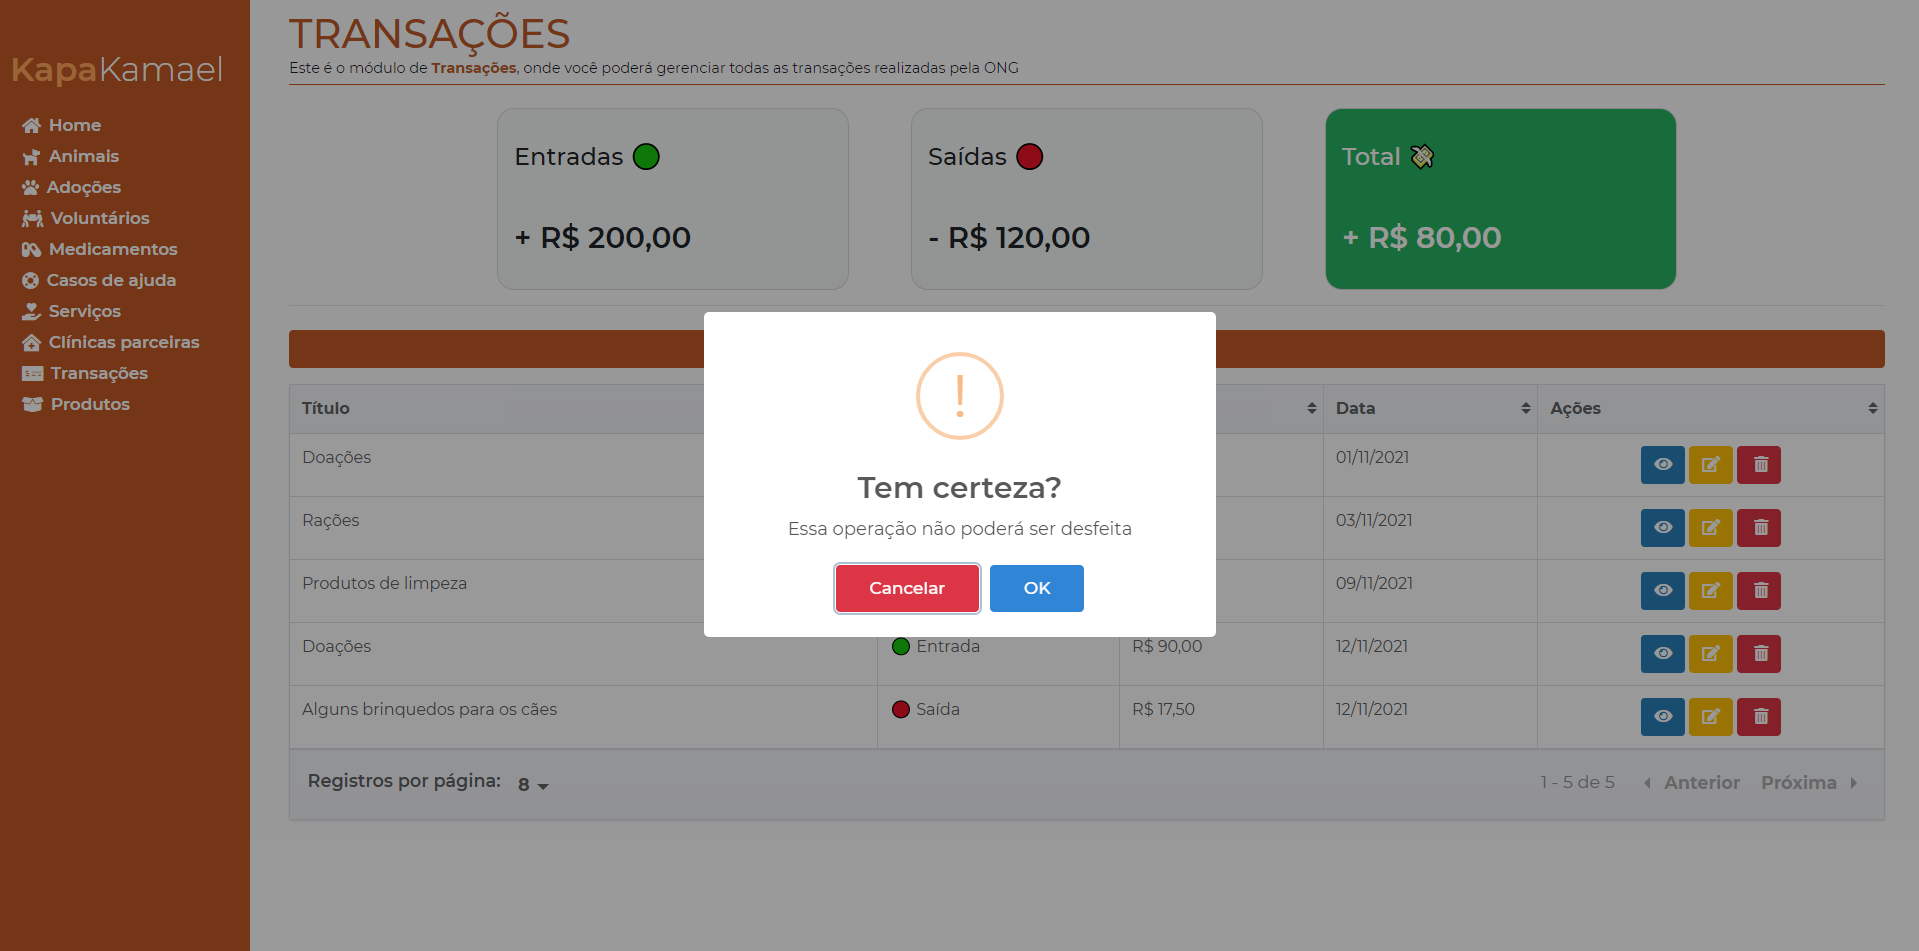 KapaKamael
Home
Animais
Adoções
Voluntários
Medicamentos
Casos de ajuda
Serviços
Clínicas parceiras
Transações
Produtos
TRANSAÇÕES
Este é o módulo de Transações, onde você poderá gerenciar todas as transações realizadas pela ONG
Entradas
+ R$ 200,00
Saídas
- R$ 120,00
Total
+ R$ 80,00
Título Data Ações
Doações 01/11/2021
Rações 03/11/2021
Produtos de limpeza 09/11/2021
Doações Entrada R$ 90,00 12/11/2021
Alguns brinquedos para os cães Saída R$ 17,50 12/11/2021
Registros por página: 8 1 - 5 de 5 Anterior Próxima
Tem certeza?
Essa operação não poderá ser desfeita
Cancelar OK